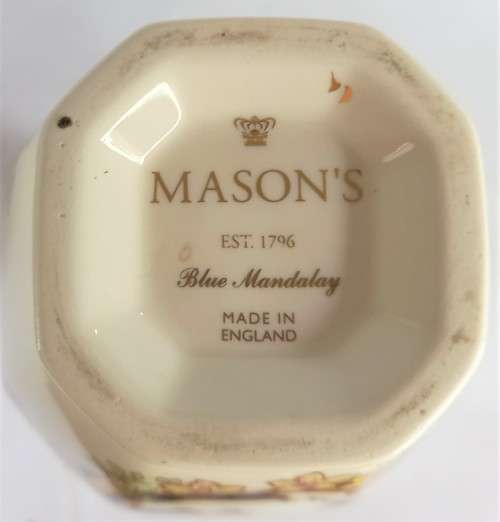 MASON'S
EST. 1796
Blue Mandalay
MADE IN
ENGLAND